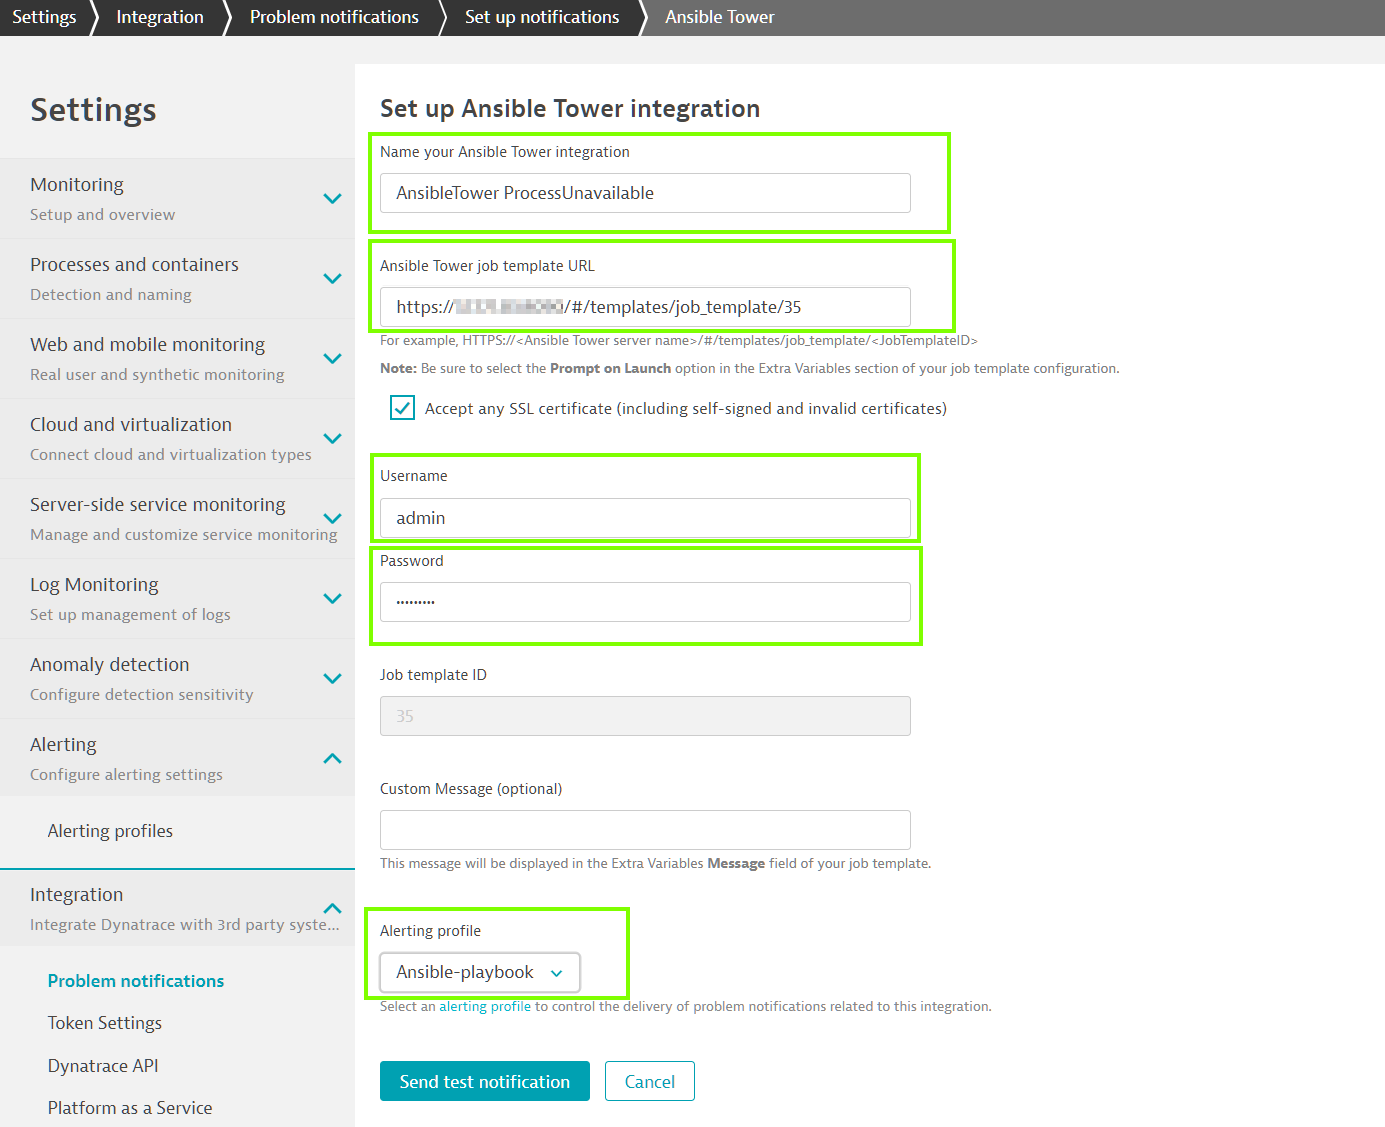 Settings
Integration
Problem notifications
Set up notifications
Ansible Tower
Settings
Monitoring
Setup and overview
Processes and containers
Detection and naming
Web and mobile monitoring
Real user and synthetic monitoring
Cloud and virtualization
Connect cloud and virtualization types
Server-side service monitoring
Manage and customize service monitoring
Log Monitoring
Set up management of logs
Anomaly detection
Configure detection sensitivity
Alerting
Configure alerting settings
Alerting profiles
Integration
Integrate Dynatrace with 3rd party syste...
Problem notifications
Token Settings
Dynatrace API
Platform as a Service
Set up Ansible Tower integration
Name your Ansible Tower integration
AnsibleTower ProcessUnavailable
Ansible Tower job template URL
https:// /#/templates/job_template/35
For example, HTTPS://<Ansible Tower server name>/#/templates/job_template/<JobTemplateID>
Note: Be sure to select the Prompt on Launch option in the Extra Variables section of your job template configuration.
Accept any SSL certificate (including self-signed and invalid certificates)
Username
admin
Password
•••••••••
Job template ID
35
Custom Message (optional)
This message will be displayed in the Extra Variables Message field of your job template.
Alerting profile
Ansible-playbook
Select an alerting profile to control the delivery of problem notifications related to this integration.
Send test notification
Cancel